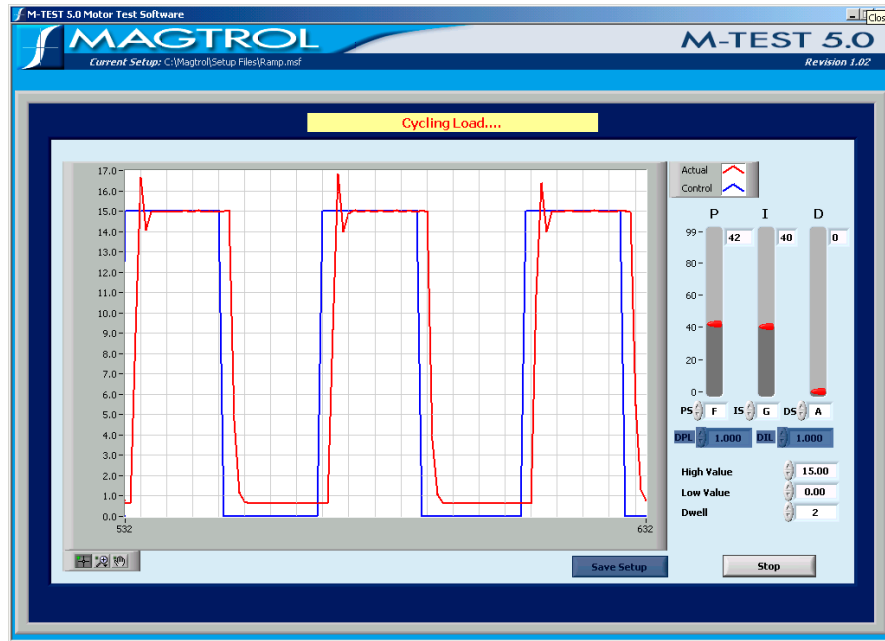 M-TEST 5.0 Motor Test Software
Clos
MAGTROL
M-TEST 5.0
Current Setup: C:\Magtrol\Setup Files\Ramp.msf
Revision 1.02
Cycling Load....
17.0
16.0
15.0
14.0
13.0
12.0
11.0
10.0
9.0
8.0
7.0
6.0
5.0
4.0
3.0
2.0
1.0
0.0
532
632
Actual
Control
P I D
99
42 40 0
80
60
40
20
0
PS F IS G DS A
DPL 1.000 DIL 1.000
High Value 15.00
Low Value 0.00
Dwell 2
Save Setup
Stop